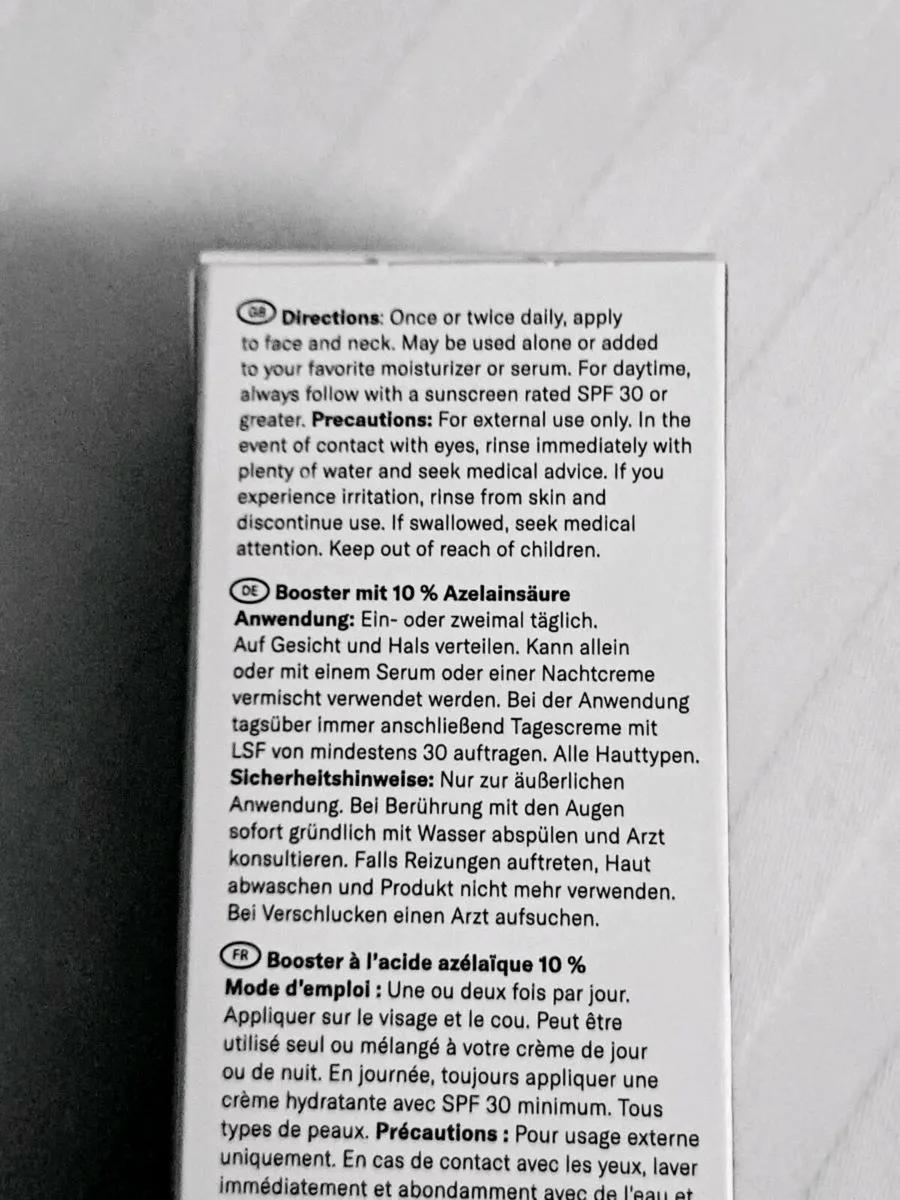 GB Directions: Once or twice daily, apply
to face and neck. May be used alone or added
to your favorite moisturizer or serum. For daytime,
always follow with a sunscreen rated SPF 30 or
greater. Precautions: For external use only. In the
event of contact with eyes, rinse immediately with
plenty of water and seek medical advice. If you
experience irritation, rinse from skin and
discontinue use. If swallowed, seek medical
attention. Keep out of reach of children.
DE Booster mit 10 % Azelainsäure
Anwendung: Ein- oder zweimal täglich.
Auf Gesicht und Hals verteilen. Kann allein
oder mit einem Serum oder einer Nachtcreme
vermischt verwendet werden. Bei der Anwendung
tagsüber immer anschließend Tagescreme mit
LSF von mindestens 30 auftragen. Alle Hauttypen.
Sicherheitshinweise: Nur zur äußerlichen
Anwendung. Bei Berührung mit den Augen
sofort gründlich mit Wasser abspülen und Arzt
konsultieren. Falls Reizungen auftreten, Haut
abwaschen und Produkt nicht mehr verwenden.
Bei Verschlucken einen Arzt aufsuchen.
FR Booster à l'acide azélaïque 10 %
Mode d'emploi : Une ou deux fois par jour.
Appliquer sur le visage et le cou. Peut être
utilisé seul ou mélangé à votre crème de jour
ou de nuit. En journée, toujours appliquer une
crème hydratante avec SPF 30 minimum. Tous
types de peaux. Précautions : Pour usage externe
uniquement. En cas de contact avec les yeux, laver
immédiatement et abondamment avec de l'eau et